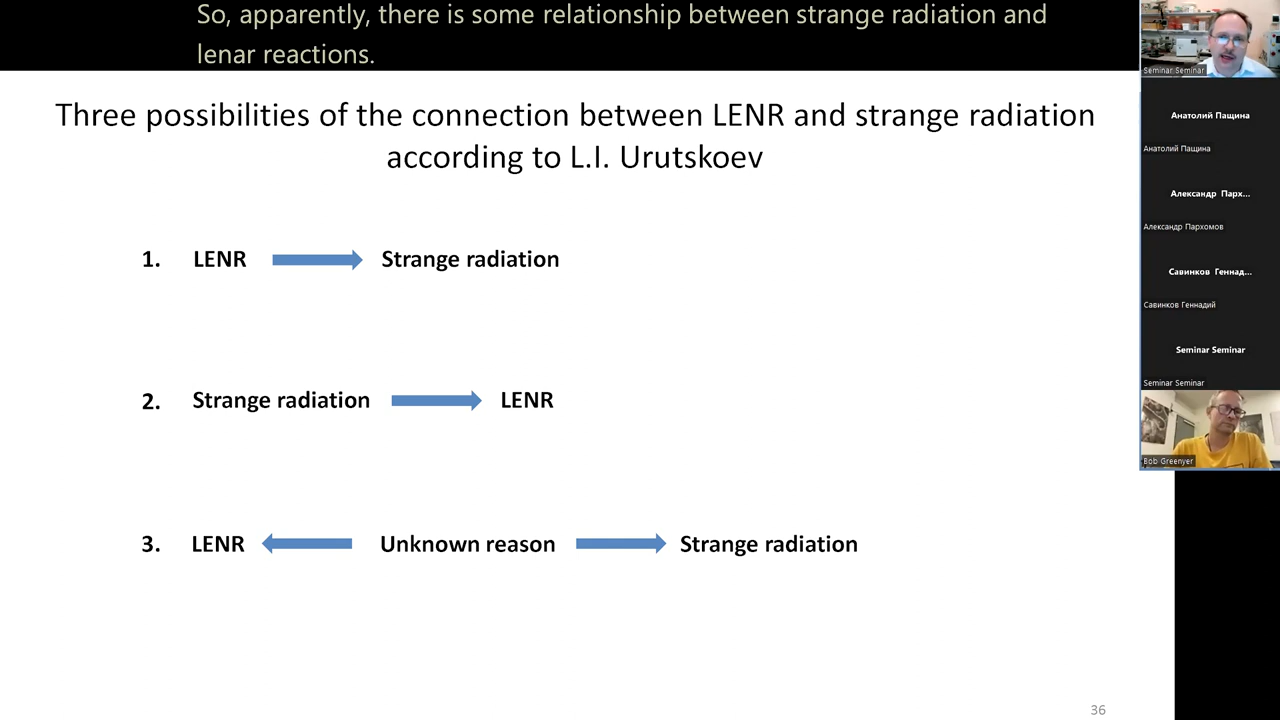 So, apparently, there is some relationship between strange radiation and
lenar reactions.
Three possibilities of the connection between LENR and strange radiation
according to L.I. Urutskoev
1. LENR Strange radiation
2. Strange radiation LENR
3. LENR Unknown reason Strange radiation
36
Seminar Seminar
Анатолий Пащина
Анатолий Пащина
Александр Парх...
Александр Пархомов
Савинков Геннад...
Савинков Геннадий
Seminar Seminar
Seminar Seminar
Bob Greenyer